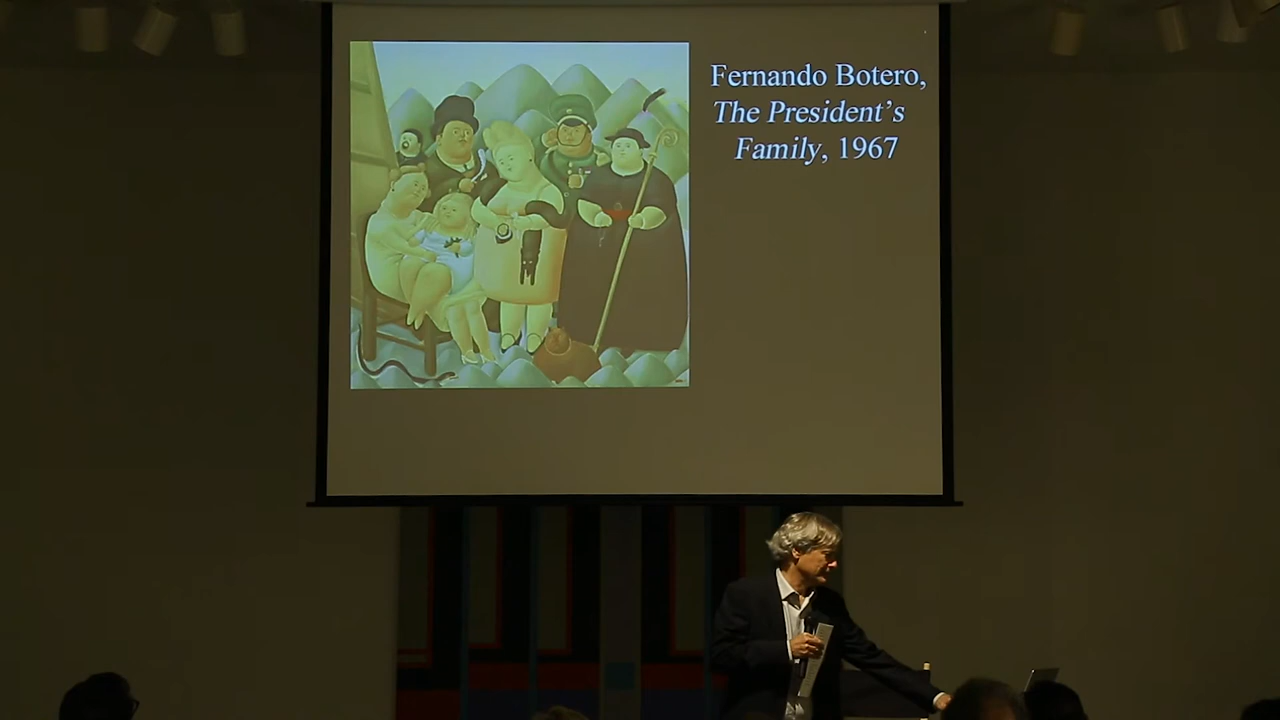 Fernando Botero,
The President's
Family, 1967